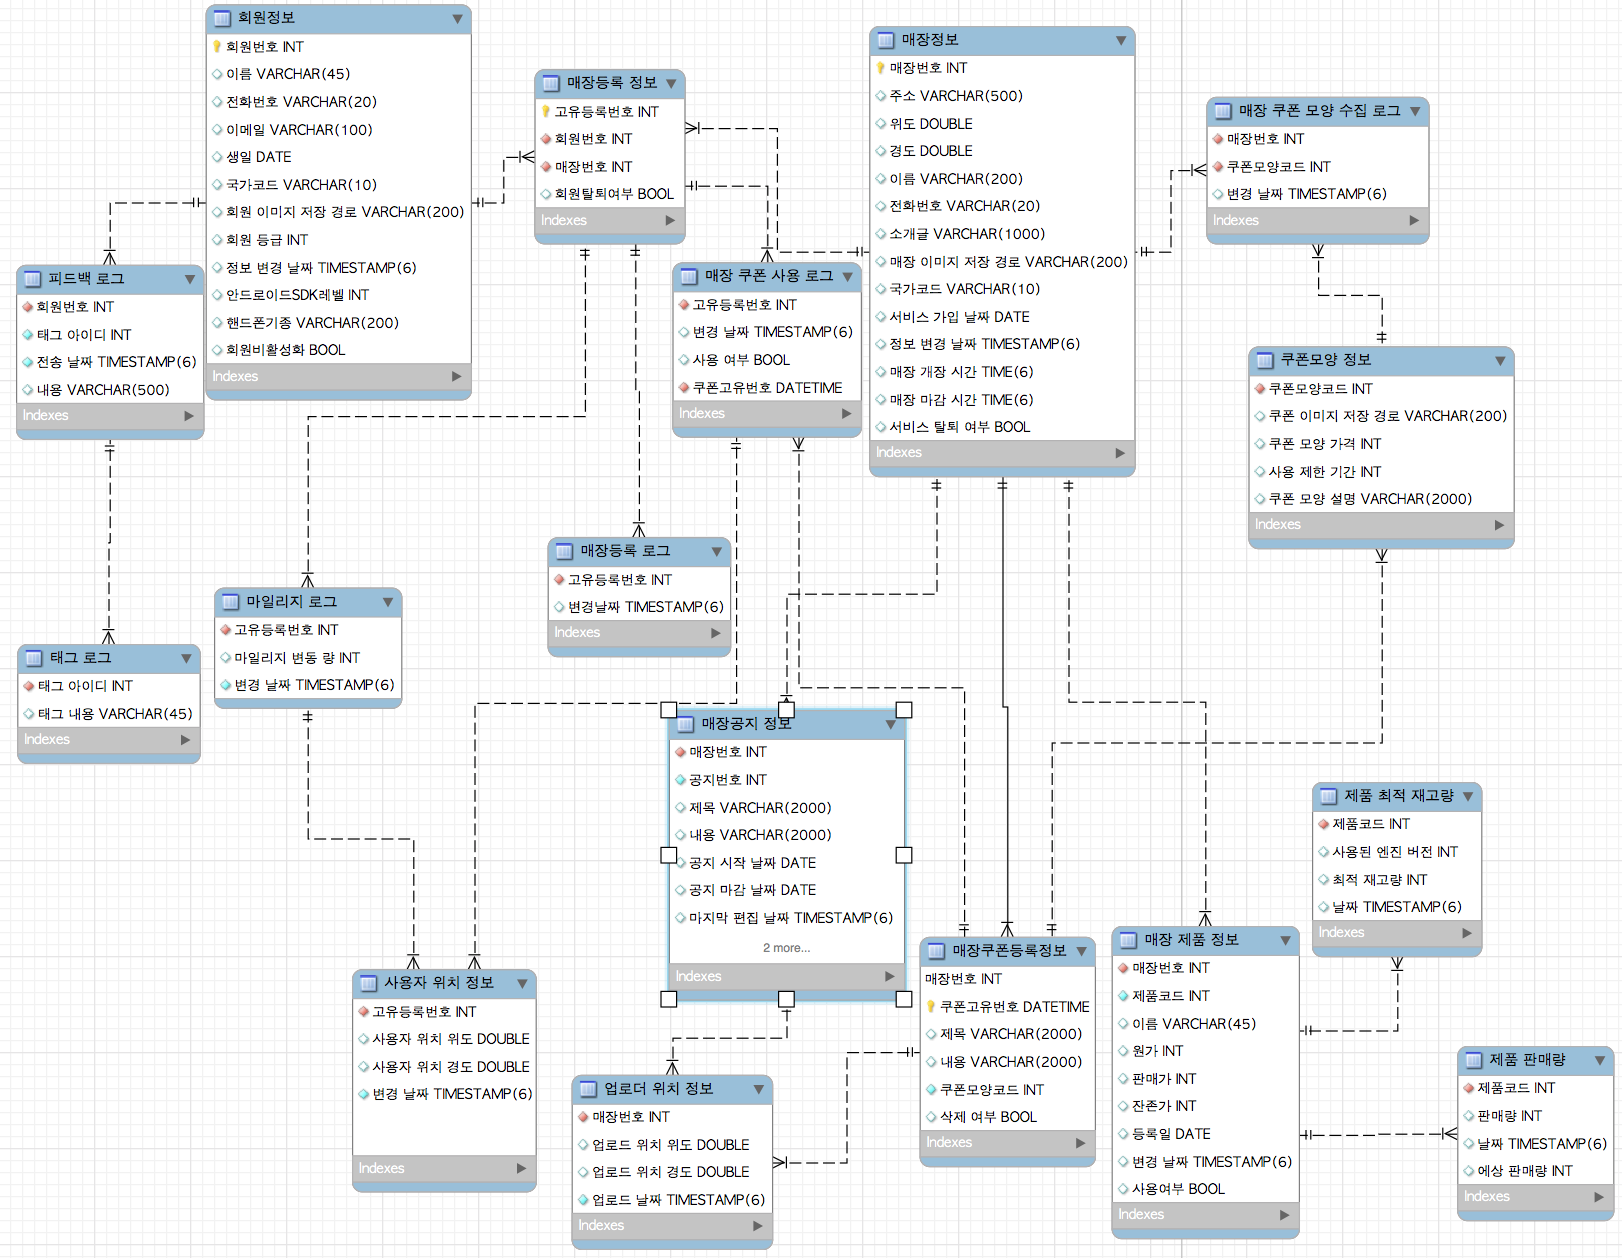 회원정보
회원번호 INT
이름 VARCHAR(45)
전화번호 VARCHAR(20)
이메일 VARCHAR(100)
생일 DATE
국가코드 VARCHAR(10)
회원 이미지 저장 경로 VARCHAR(200)
회원 등급 INT
정보 변경 날짜 TIMESTAMP(6)
안드로이드SDK레벨 INT
핸드폰기종 VARCHAR(200)
회원비활성화 BOOL
Indexes
매장등록 정보
고유등록번호 INT
회원번호 INT
매장번호 INT
회원탈퇴여부 BOOL
Indexes
매장정보
매장번호 INT
주소 VARCHAR(500)
위도 DOUBLE
경도 DOUBLE
이름 VARCHAR(200)
전화번호 VARCHAR(20)
소개글 VARCHAR(1000)
매장 이미지 저장 경로 VARCHAR(200)
국가코드 VARCHAR(10)
서비스 가입 날짜 DATE
정보 변경 날짜 TIMESTAMP(6)
매장 개장 시간 TIME(6)
매장 마감 시간 TIME(6)
서비스 탈퇴 여부 BOOL
Indexes
매장 쿠폰 모양 수집 로그
매장번호 INT
쿠폰모양코드 INT
변경 날짜 TIMESTAMP(6)
Indexes
피드백 로그
회원번호 INT
태그 아이디 INT
전송 날짜 TIMESTAMP(6)
내용 VARCHAR(500)
Indexes
매장 쿠폰 사용 로그
고유등록번호 INT
변경 날짜 TIMESTAMP(6)
사용 여부 BOOL
쿠폰고유번호 DATETIME
Indexes
쿠폰모양 정보
쿠폰모양코드 INT
쿠폰 이미지 저장 경로 VARCHAR(200)
쿠폰 모양 가격 INT
사용 제한 기간 INT
쿠폰 모양 설명 VARCHAR(2000)
Indexes
매장등록 로그
고유등록번호 INT
변경날짜 TIMESTAMP(6)
Indexes
마일리지 로그
고유등록번호 INT
마일리지 변동 량 INT
변경 날짜 TIMESTAMP(6)
태그 로그
태그 아이디 INT
태그 내용 VARCHAR(45)
Indexes
매장공지 정보
매장번호 INT
공지번호 INT
제목 VARCHAR(2000)
내용 VARCHAR(2000)
공지 시작 날짜 DATE
공지 마감 날짜 DATE
마지막 편집 날짜 TIMESTAMP(6)
2 more...
Indexes
제품 최적 재고량
제품코드 INT
사용된 엔진 버전 INT
최적 재고량 INT
날짜 TIMESTAMP(6)
Indexes
매장 제품 정보
매장번호 INT
제품코드 INT
이름 VARCHAR(45)
원가 INT
판매가 INT
잔존가 INT
등록일 DATE
변경 날짜 TIMESTAMP(6)
사용여부 BOOL
Indexes
매장쿠폰등록정보
매장번호 INT
쿠폰고유번호 DATETIME
제목 VARCHAR(2000)
내용 VARCHAR(2000)
쿠폰모양코드 INT
삭제 여부 BOOL
Indexes
사용자 위치 정보
고유등록번호 INT
사용자 위치 위도 DOUBLE
사용자 위치 경도 DOUBLE
변경 날짜 TIMESTAMP(6)
Indexes
제품 판매량
제품코드 INT
판매량 INT
날짜 TIMESTAMP(6)
예상 판매량 INT
Indexes
업로더 위치 정보
매장번호 INT
업로드 위치 위도 DOUBLE
업로드 위치 경도 DOUBLE
업로드 날짜 TIMESTAMP(6)
Indexes